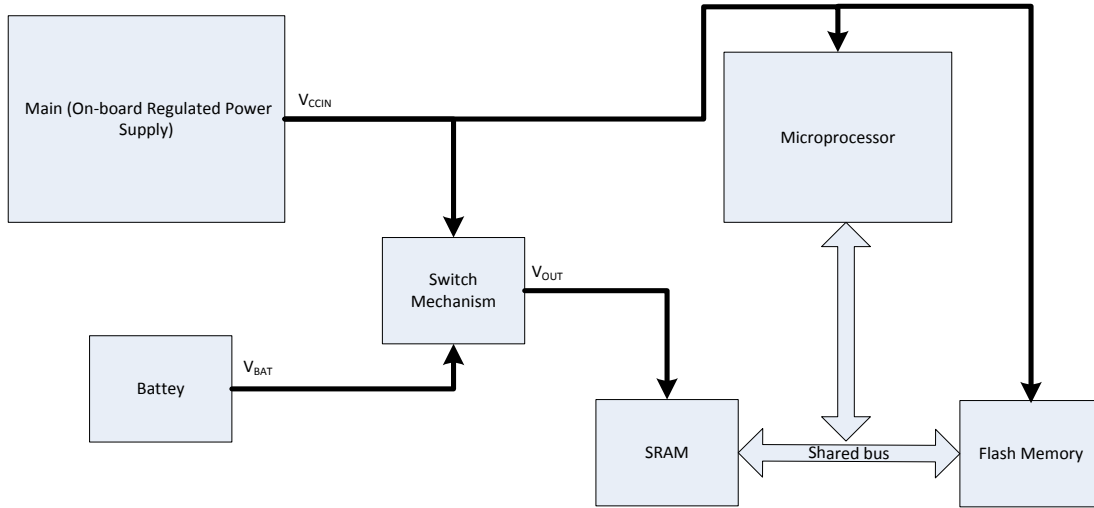 Main (On-board Regulated Power
Supply)
VCCIN
Microprocessor
Switch
Mechanism
VOUT
Battey
VBAT
SRAM
Shared bus
Flash Memory